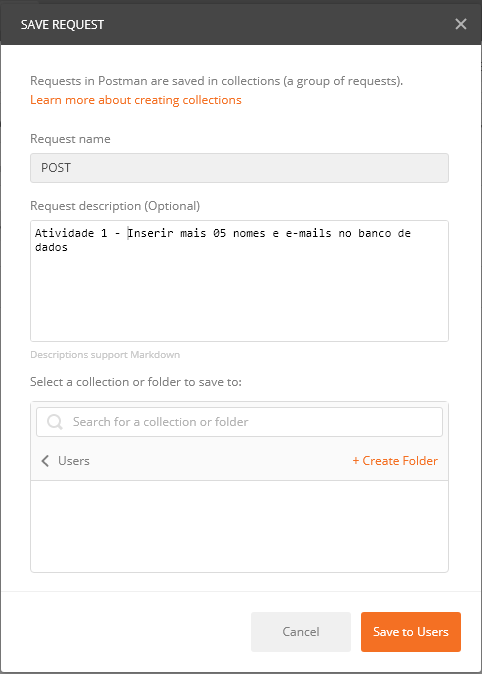 SAVE REQUEST
Requests in Postman are saved in collections (a group of requests).
Learn more about creating collections
Request name
POST
Request description (Optional)
Atividade 1 - Inserir mais 05 nomes e e-mails no banco de
dados
Descriptions support Markdown
Select a collection or folder to save to:
Search for a collection or folder
Users + Create Folder
Cancel Save to Users